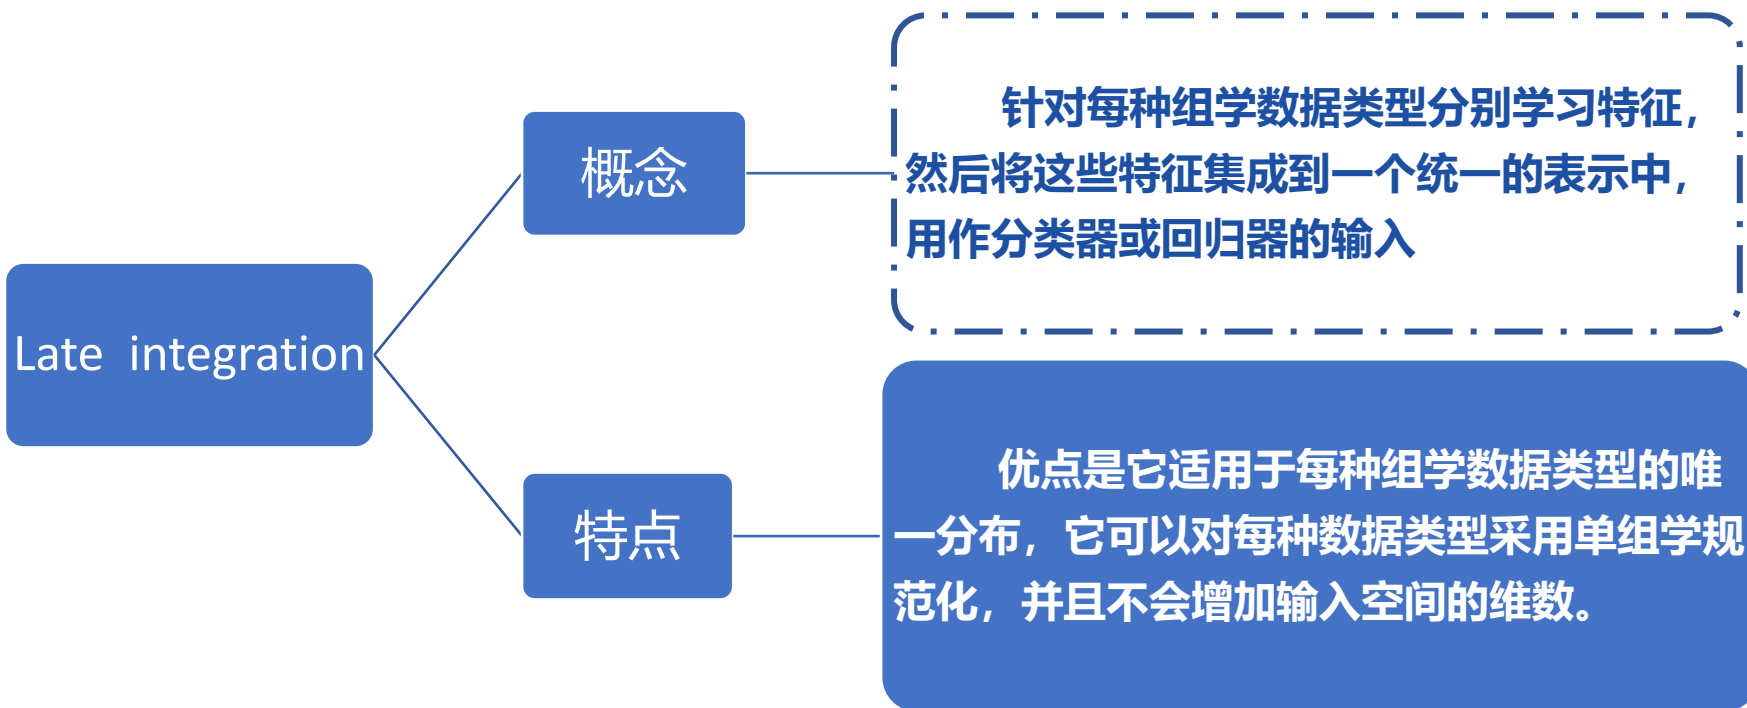 Late integration
概念
针对每种组学数据类型分别学习特征，
然后将这些特征集成到一个统一的表示中，
用作分类器或回归器的输入
特点
优点是它适用于每种组学数据类型的唯
一分布，它可以对每种数据类型采用单组学规
范化，并且不会增加输入空间的维数。